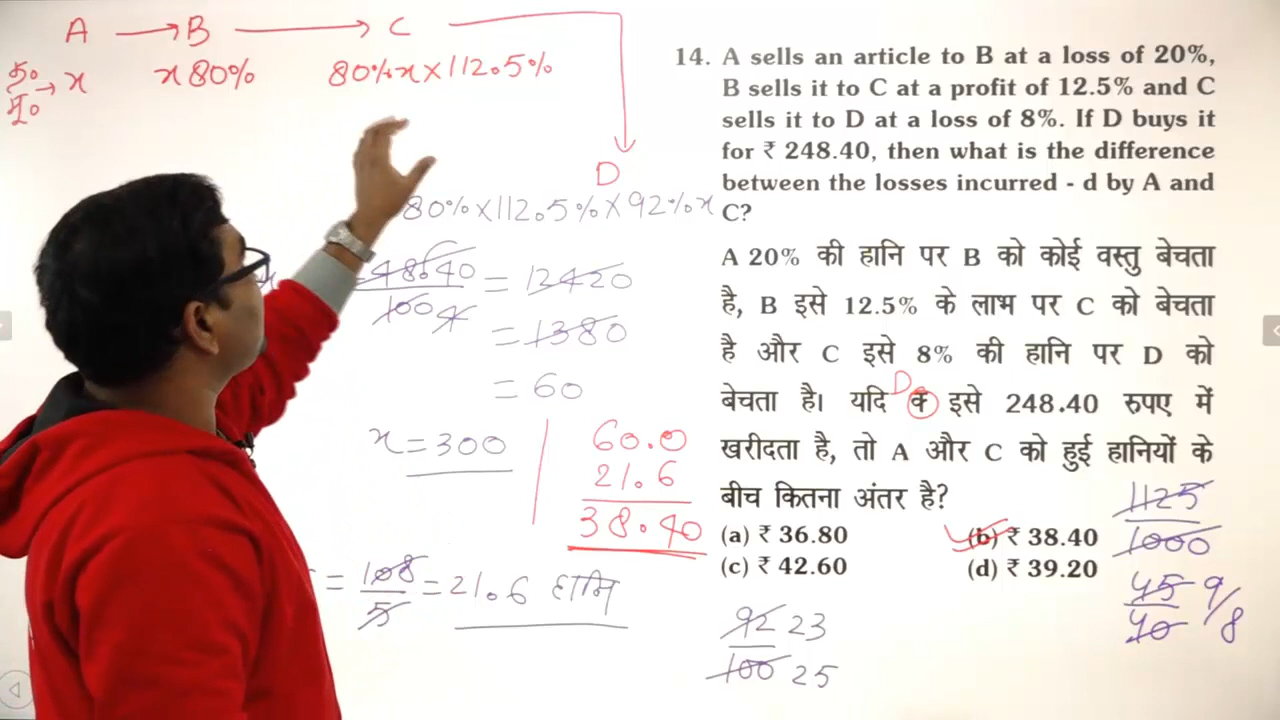 A → B → C
x
x 80%
80% x × 112.5%
D
80% × 112.5% × 92% x
48.40
= 12420
100
= 1380
= 60
x = 300
60.0
21.6
38.40
= 108
5
= 21.6 हानि
14. A sells an article to B at a loss of 20%,
B sells it to C at a profit of 12.5% and C
sells it to D at a loss of 8%. If D buys it
for ₹ 248.40, then what is the difference
between the losses incurred - d by A and
C?
A 20% की हानि पर B को कोई वस्तु बेचता
है, B इसे 12.5% के लाभ पर C को बेचता
है और C इसे 8% की हानि पर D को
D
बेचता है। यदि क इसे 248.40 रुपए में
खरीदता है, तो A और C को हुई हानियों के
बीच कितना अंतर है?
(a) ₹ 36.80 (b) ₹ 38.40
(c) ₹ 42.60 (d) ₹ 39.20
1125
1000
45 9/8
40
92 23
100 25